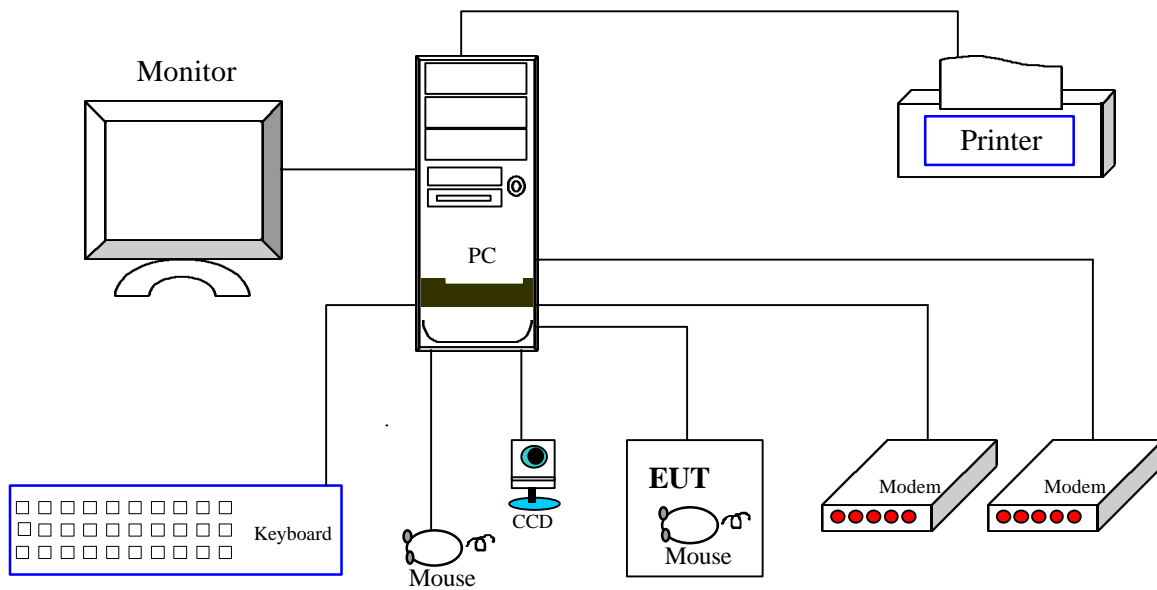 Monitor
Printer
PC
EUT
Modem
Modem
Keyboard
CCD
Mouse
Mouse